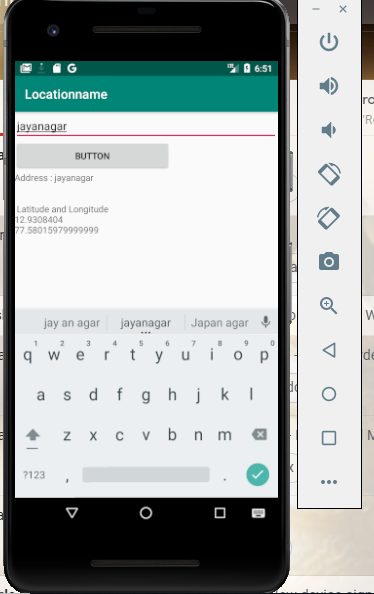 6:51
Locationname
jayanagar
BUTTON
Address : jayanagar
Latitude and Longitude
12.9308404
77.58015979999999
jay an agar jayanagar Japan agar
1 2 3 4 5 6 7 8 9 0
q w e r t y u i o p
a s d f g h j k l
z x c v b n m
?123 , .